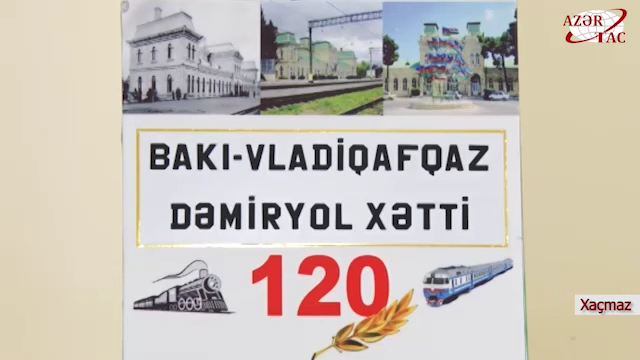 AZƏR
TAC
BAKI-VLADİQAFQAZ
DƏMİRYOL XƏTTİ
120
Xaçmaz